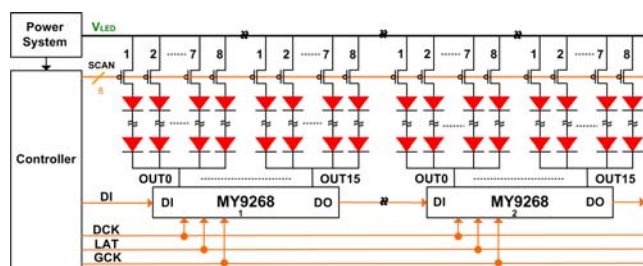 Power
System
VLED
1 2 ........ 7 8 1 2 ........ 7 8 1 2 ........ 7 8 1 2 ........ 7 8
SCAN
8
Controller
OUT0 OUT15 OUT0 OUT15
DI DI MY9268 DO DI MY9268 DO
1 2
DCK
LAT
GCK